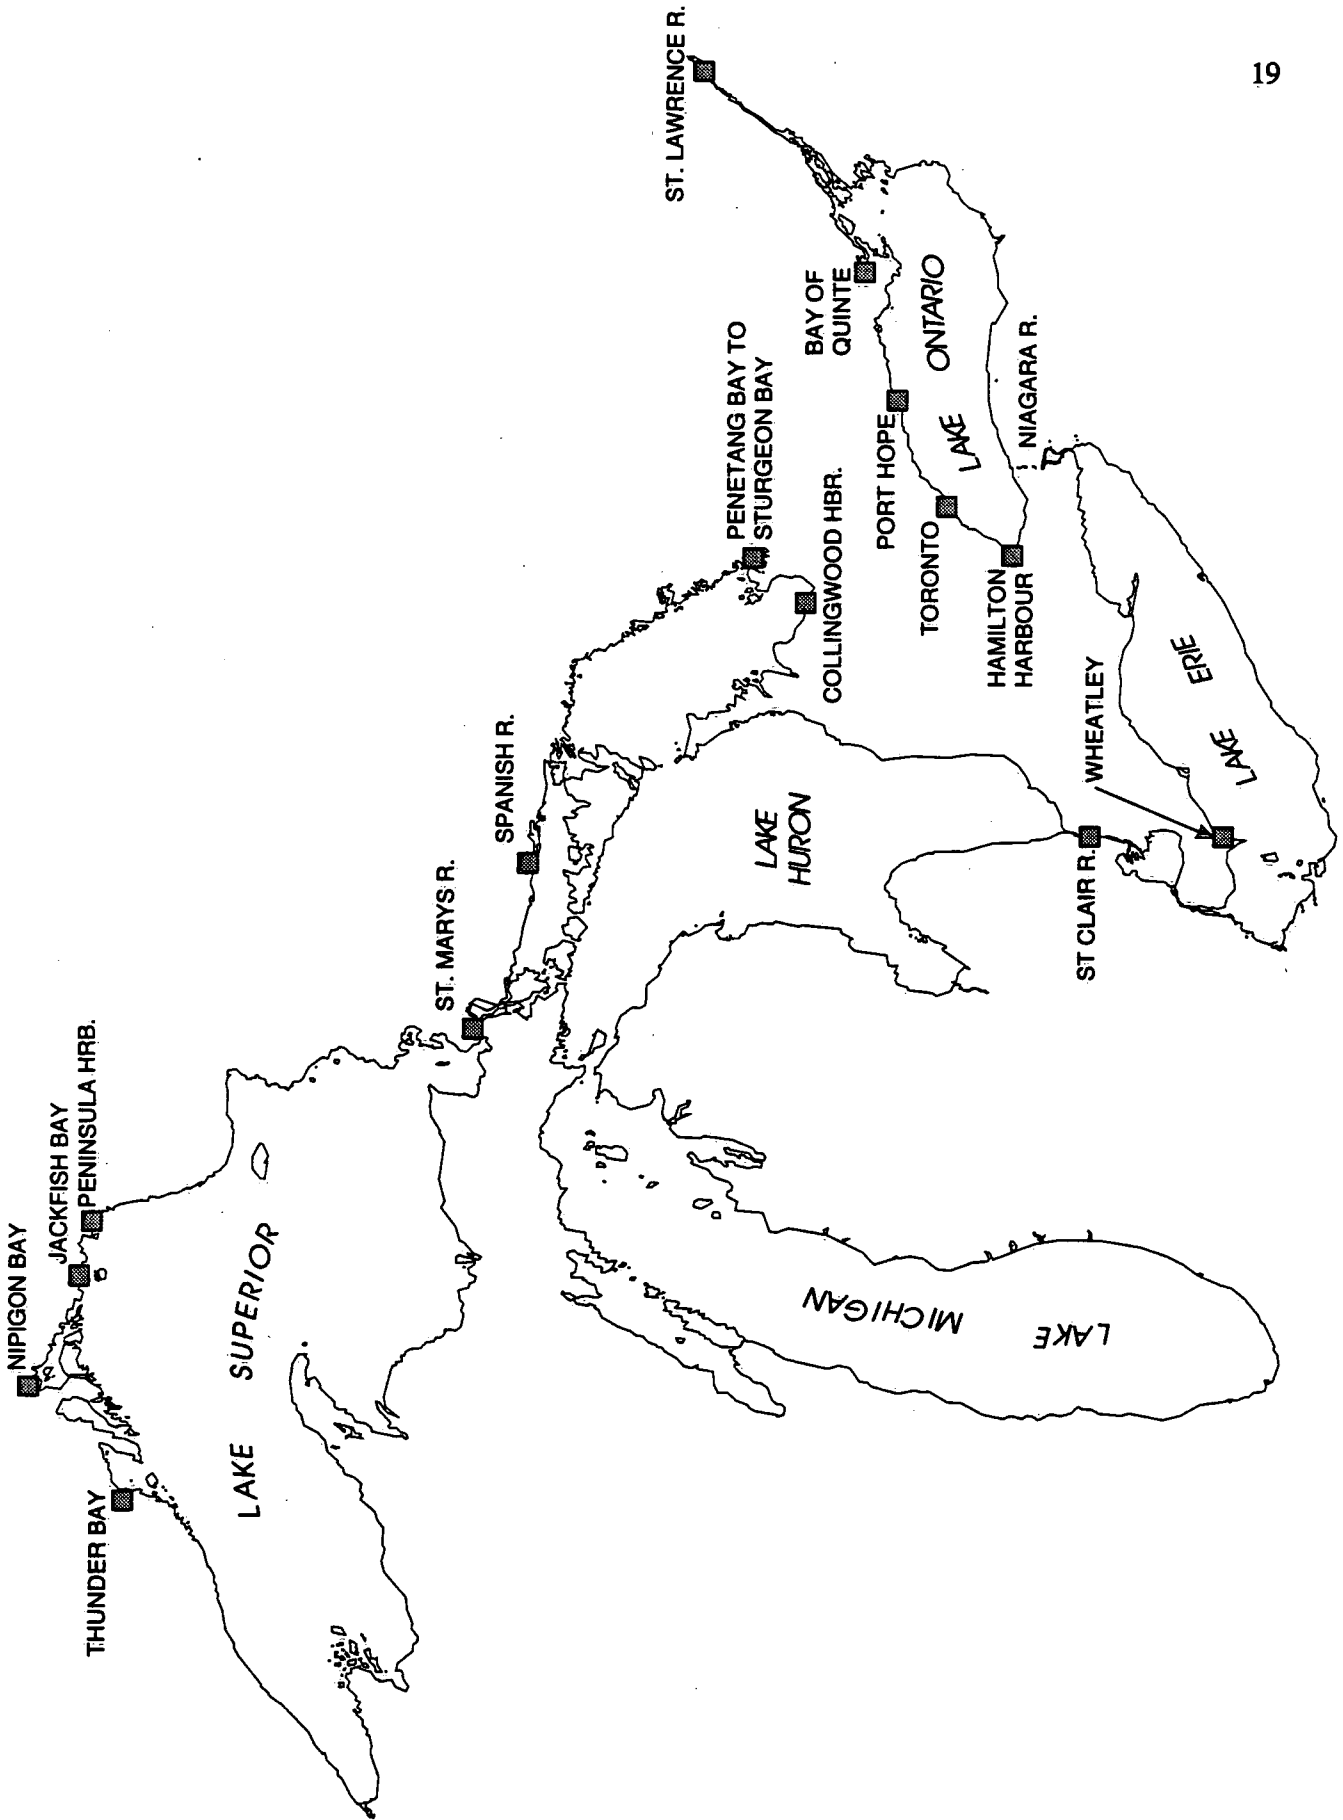 19
NIPIGON BAY
JACKFISH BAY
PENINSULA HRB.
THUNDER BAY
LAKE SUPERIOR
ST. MARYS R.
SPANISH R.
PENETANG BAY TO
STURGEON BAY
COLLINGWOOD HBR.
ST. LAWRENCE R.
BAY OF
QUINTE
PORT HOPE
TORONTO
HAMILTON
HARBOUR
LAKE ONTARIO
NIAGARA R.
LAKE
HURON
LAKE
MICHIGAN
ST CLAIR R.
WHEATLEY
LAKE ERIE